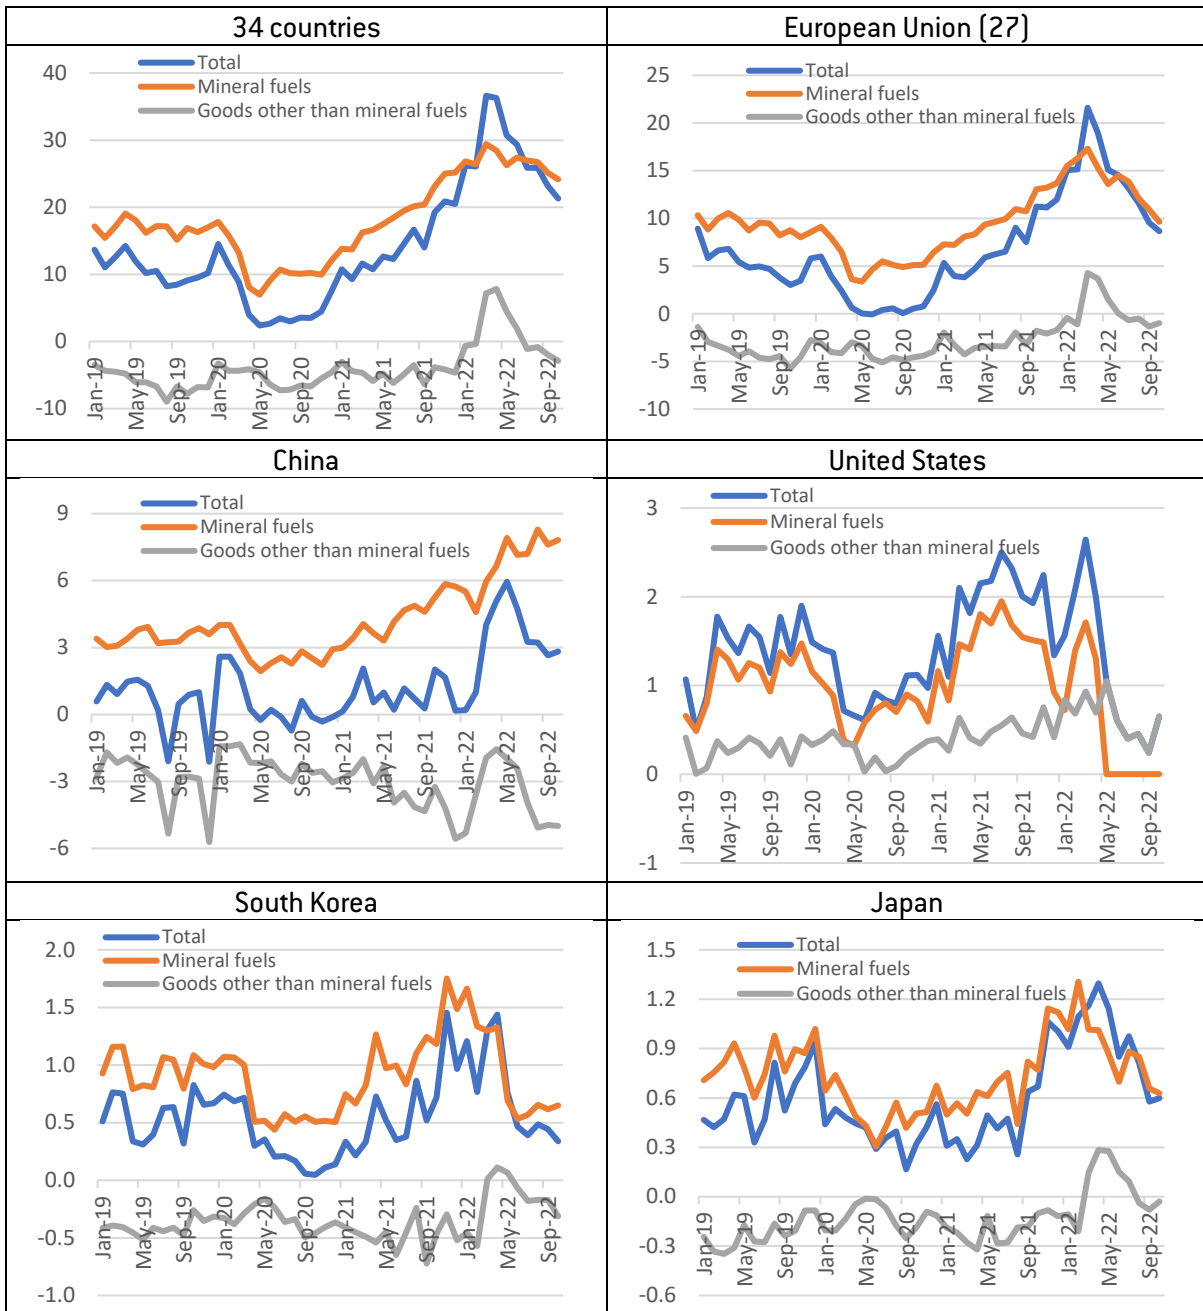 34 countries
Total
Mineral fuels
Goods other than mineral fuels
40
30
20
10
0
-10
Jan-19
May-19
Sep-19
Jan-20
May-20
Sep-20
Jan-21
May-21
Sep-21
Jan-22
May-22
Sep-22
European Union (27)
Total
Mineral fuels
Goods other than mineral fuels
25
20
15
10
5
0
-5
-10
Jan-19
May-19
Sep-19
Jan-20
May-20
Sep-20
Jan-21
May-21
Sep-21
Jan-22
May-22
Sep-22
China
Total
Mineral fuels
Goods other than mineral fuels
9
6
3
0
-3
-6
Jan-19
May-19
Sep-19
Jan-20
May-20
Sep-20
Jan-21
May-21
Sep-21
Jan-22
May-22
Sep-22
United States
Total
Mineral fuels
Goods other than mineral fuels
3
2
1
0
-1
Jan-19
May-19
Sep-19
Jan-20
May-20
Sep-20
Jan-21
May-21
Sep-21
Jan-22
May-22
Sep-22
South Korea
Total
Mineral fuels
Goods other than mineral fuels
2.0
1.5
1.0
0.5
0.0
-0.5
-1.0
Jan-19
May-19
Sep-19
Jan-20
May-20
Sep-20
Jan-21
May-21
Sep-21
Jan-22
May-22
Sep-22
Japan
Total
Mineral fuels
Goods other than mineral fuels
1.5
1.2
0.9
0.6
0.3
0.0
-0.3
-0.6
Jan-19
May-19
Sep-19
Jan-20
May-20
Sep-20
Jan-21
May-21
Sep-21
Jan-22
May-22
Sep-22